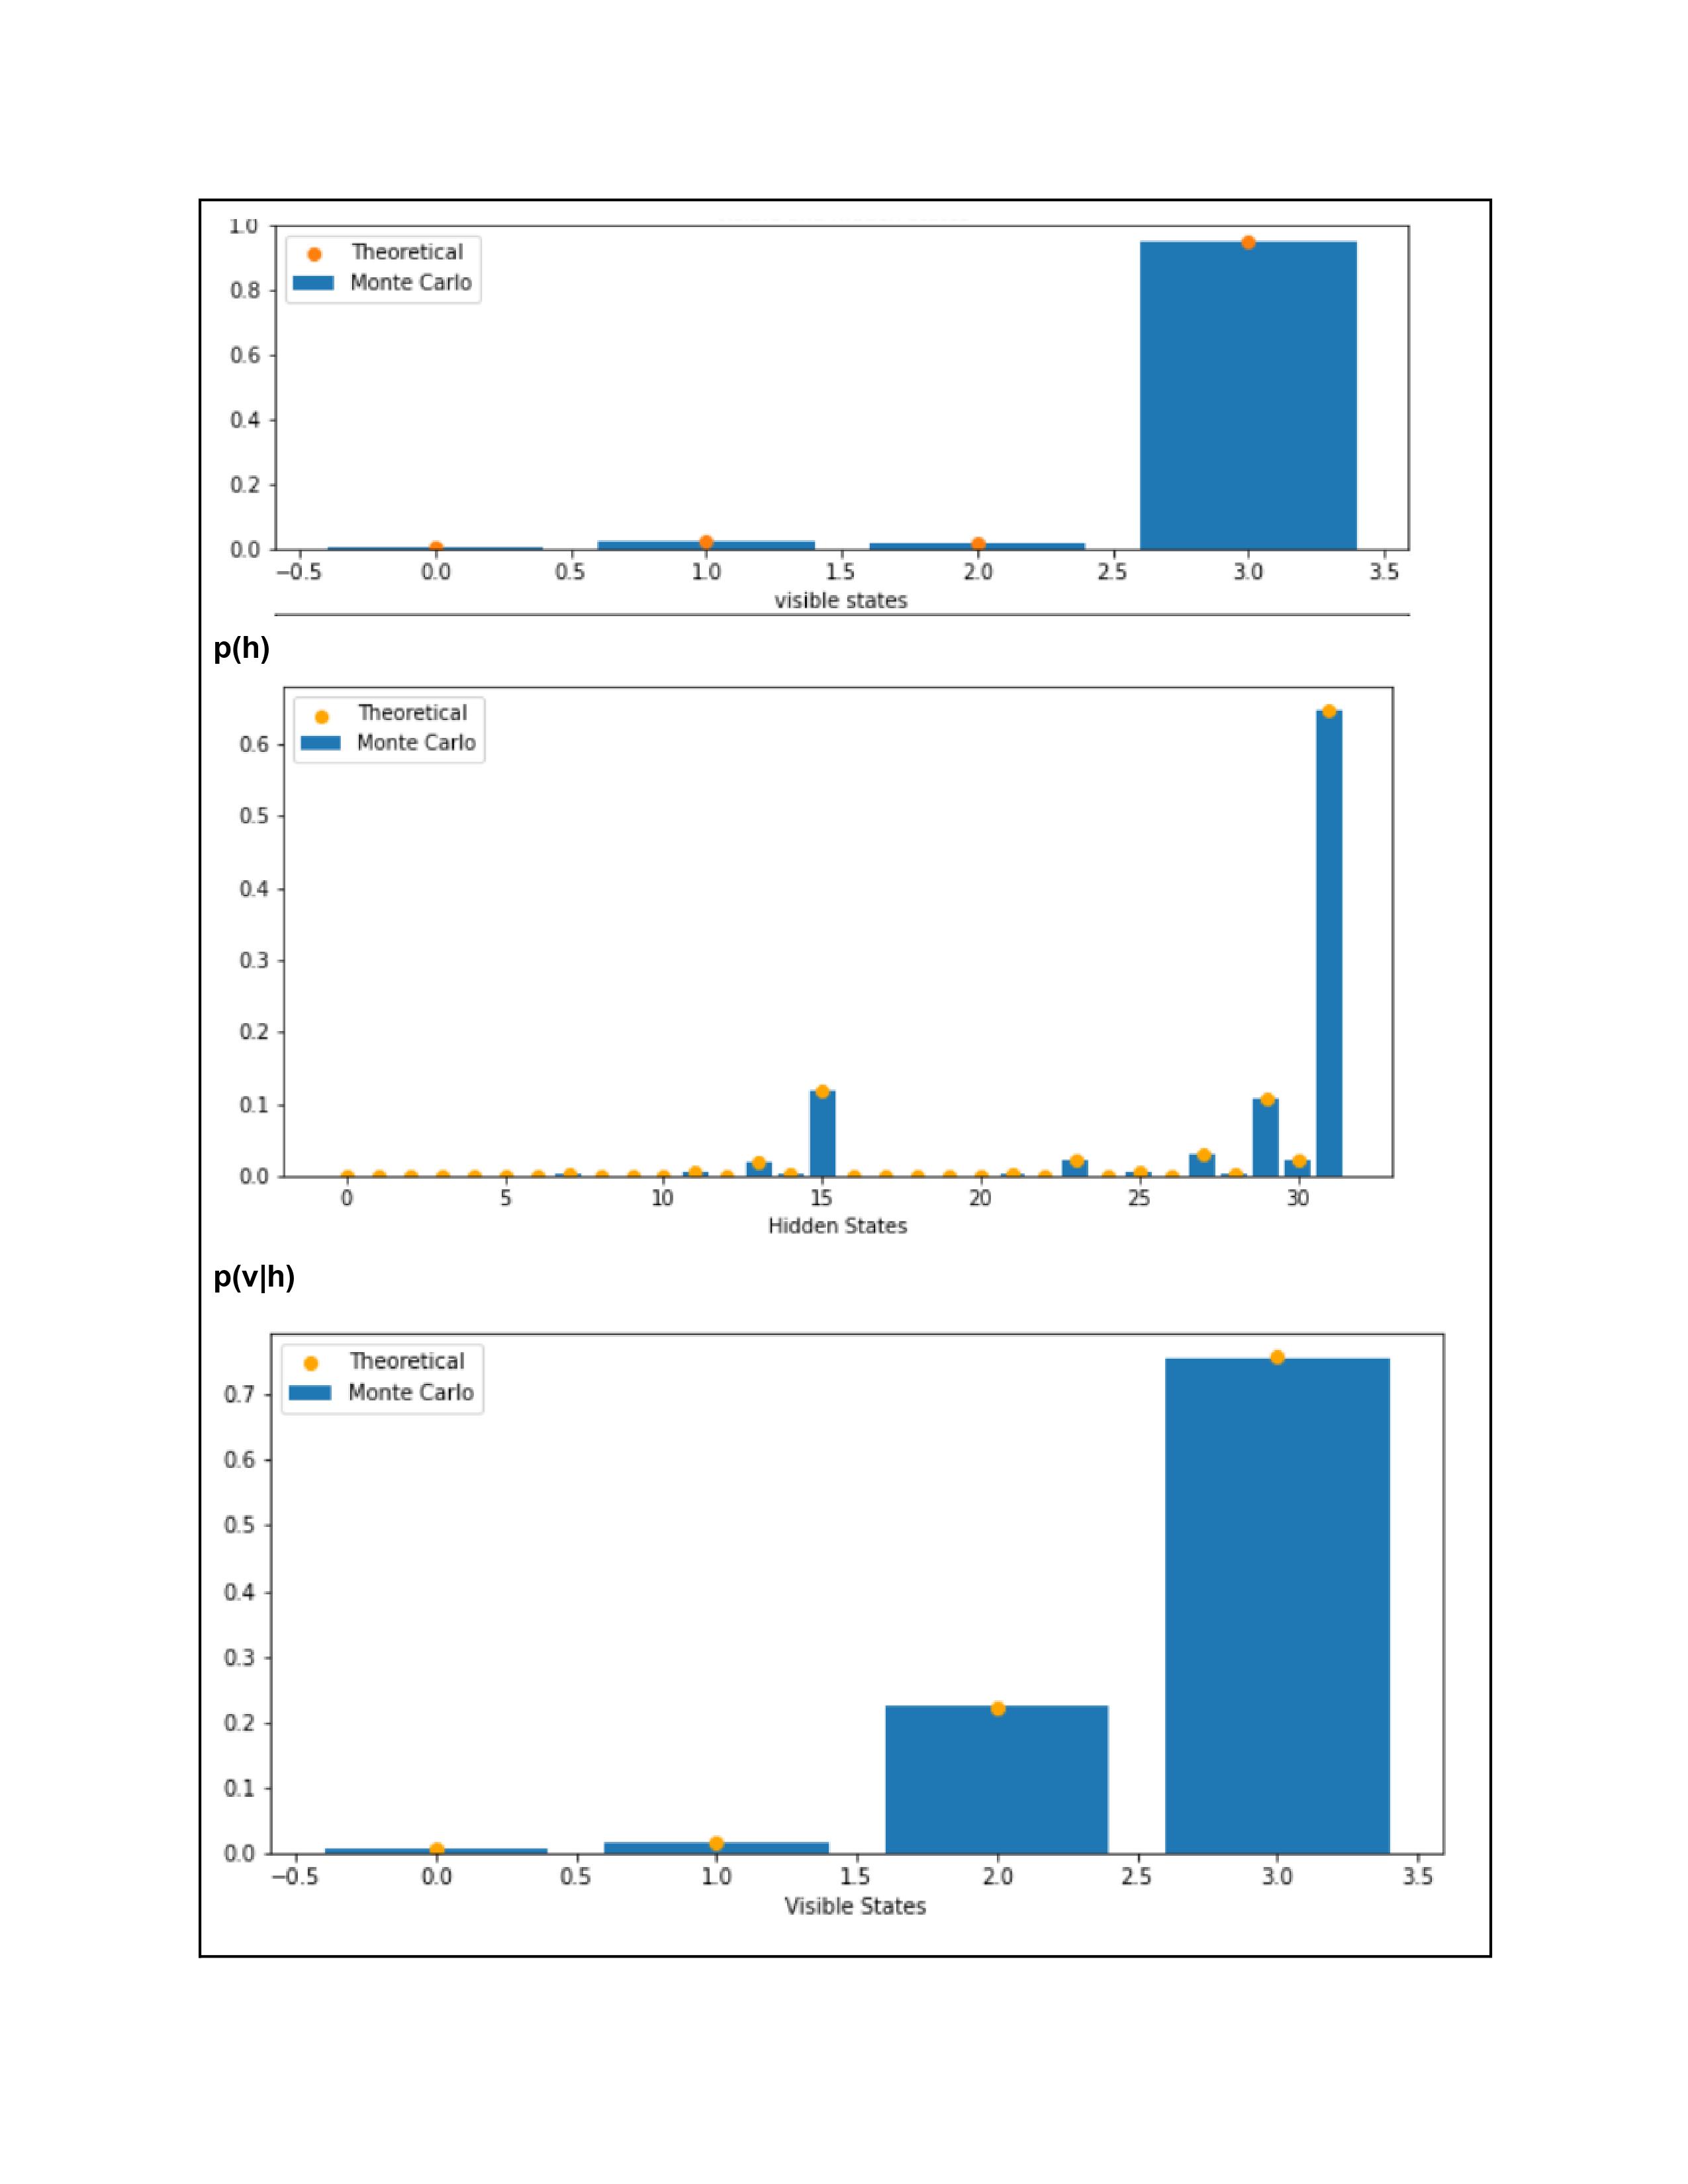 1.0
Theoretical
Monte Carlo
0.8
0.6
0.4
0.2
0.0
−0.5 0.0 0.5 1.0 1.5 2.0 2.5 3.0 3.5
visible states
p(h)
Theoretical
Monte Carlo
0.6
0.5
0.4
0.3
0.2
0.1
0.0
0 5 10 15 20 25 30
Hidden States
p(v|h)
Theoretical
Monte Carlo
0.7
0.6
0.5
0.4
0.3
0.2
0.1
0.0
−0.5 0.0 0.5 1.0 1.5 2.0 2.5 3.0 3.5
Visible States